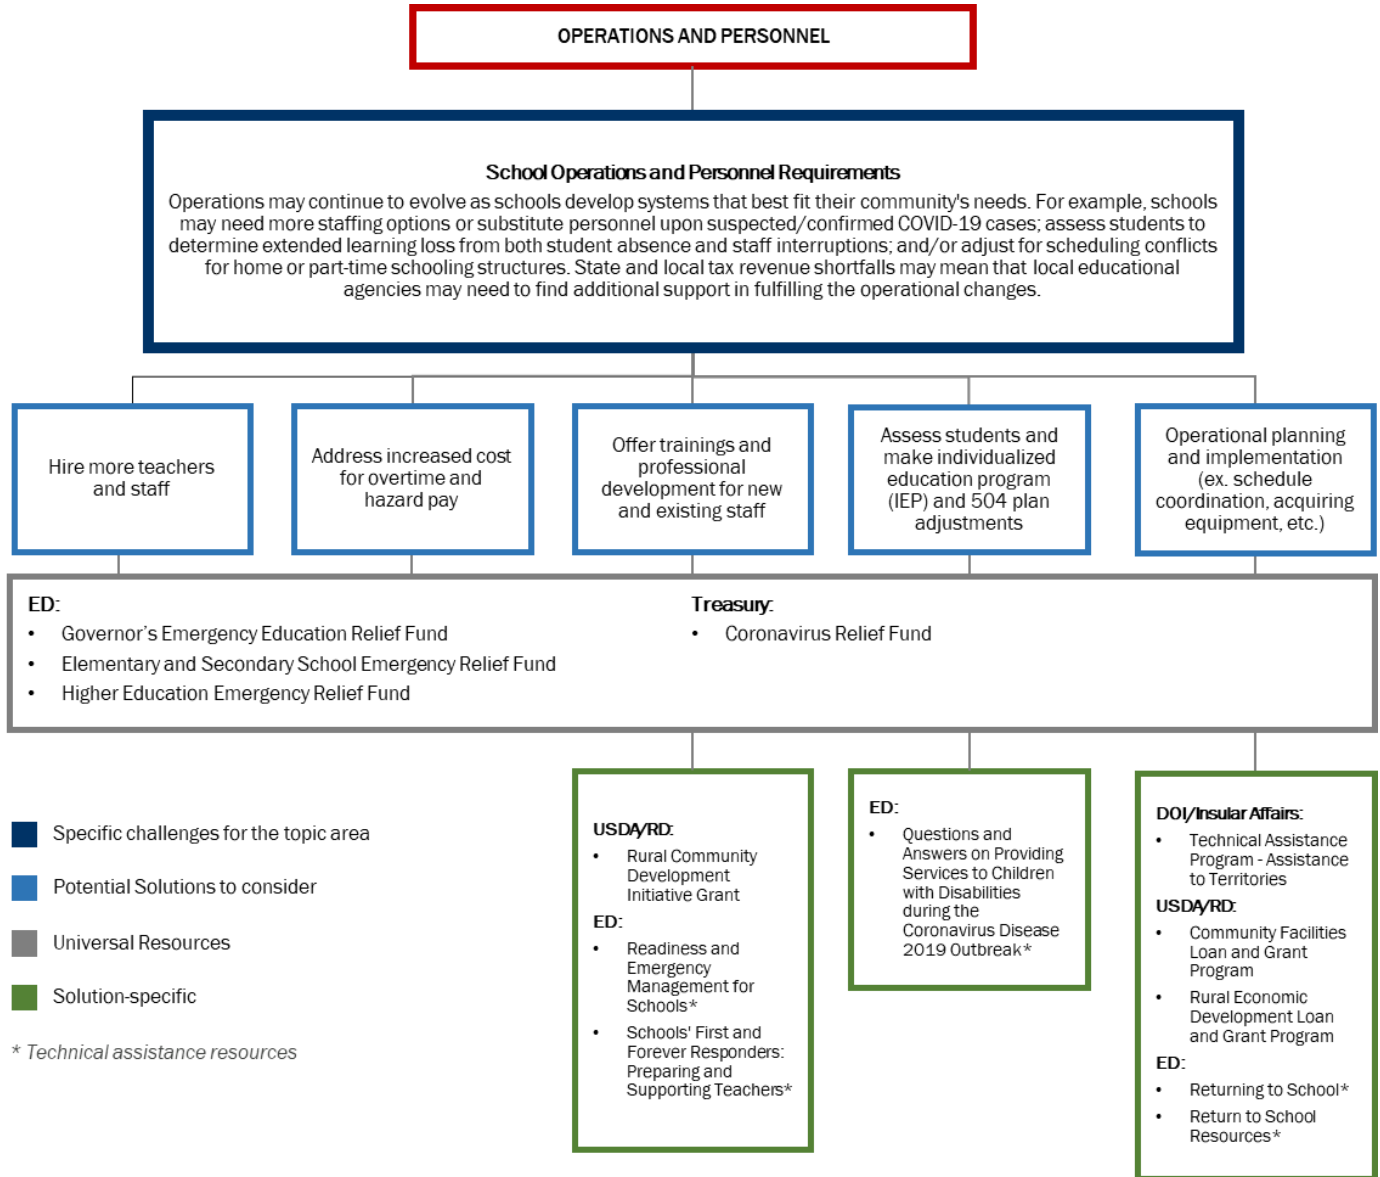 OPERATIONS AND PERSONNEL
School Operations and Personnel Requirements
Operations may continue to evolve as schools develop systems that best fit their community's needs. For example, schools
may need more staffing options or substitute personnel upon suspected/confirmed COVID-19 cases; assess students to
determine extended learning loss from both student absence and staff interruptions; and/or adjust for scheduling conflicts
for home or part-time schooling structures. State and local tax revenue shortfalls may mean that local educational
agencies may need to find additional support in fulfilling the operational changes.
Hire more teachers
and staff
Address increased cost
for overtime and
hazard pay
Offer trainings and
professional
development for new
and existing staff
Assess students and
make individualized
education program
(IEP) and 504 plan
adjustments
Operational planning
and implementation
(ex. schedule
coordination, acquiring
equipment, etc.)
ED:
• Governor's Emergency Education Relief Fund
• Elementary and Secondary School Emergency Relief Fund
• Higher Education Emergency Relief Fund
Treasury:
• Coronavirus Relief Fund
Specific challenges for the topic area
Potential Solutions to consider
Universal Resources
Solution-specific
* Technical assistance resources
USDA/RD:
• Rural Community
Development
Initiative Grant
ED:
• Readiness and
Emergency
Management for
Schools*
• Schools' First and
Forever Responders:
Preparing and
Supporting Teachers*
ED:
• Questions and
Answers on Providing
Services to Children
with Disabilities
during the
Coronavirus Disease
2019 Outbreak*
DOI/Insular Affairs:
• Technical Assistance
Program - Assistance
to Territories
USDA/RD:
• Community Facilities
Loan and Grant
Program
• Rural Economic
Development Loan
and Grant Program
ED:
• Returning to School*
• Return to School
Resources*